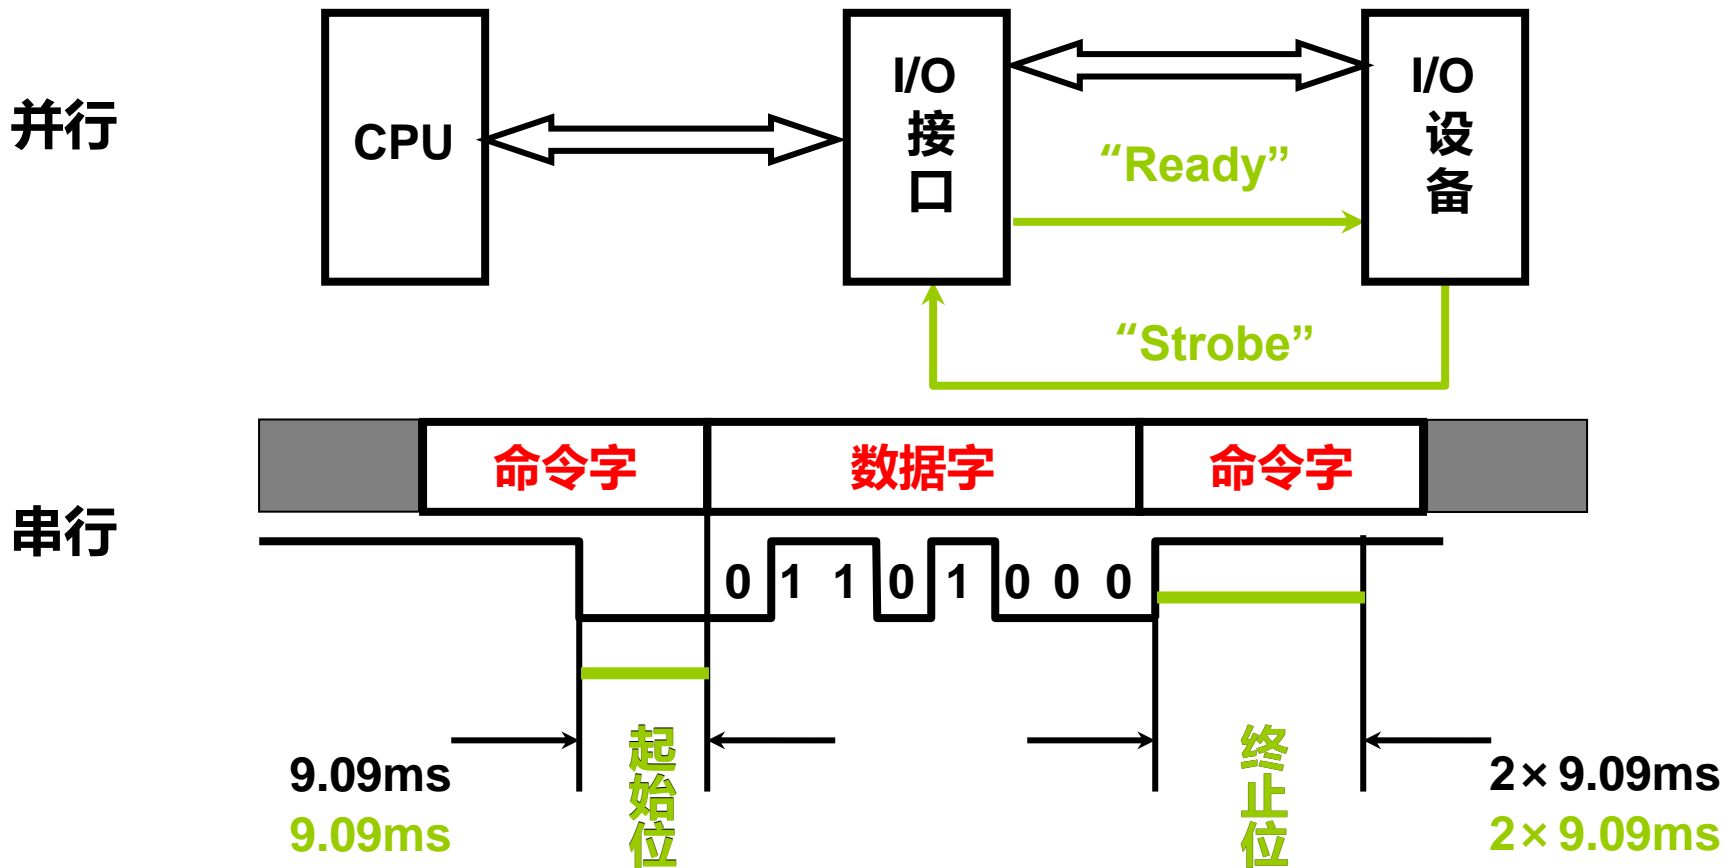 并行
CPU
I/O
接
口
I/O
设
备
“Ready”
“Strobe”
命令字 数据字 命令字
串行
0 1 1 0 1 0 0 0
起
始
位
终
止
位
9.09ms
9.09ms
2×9.09ms
2×9.09ms